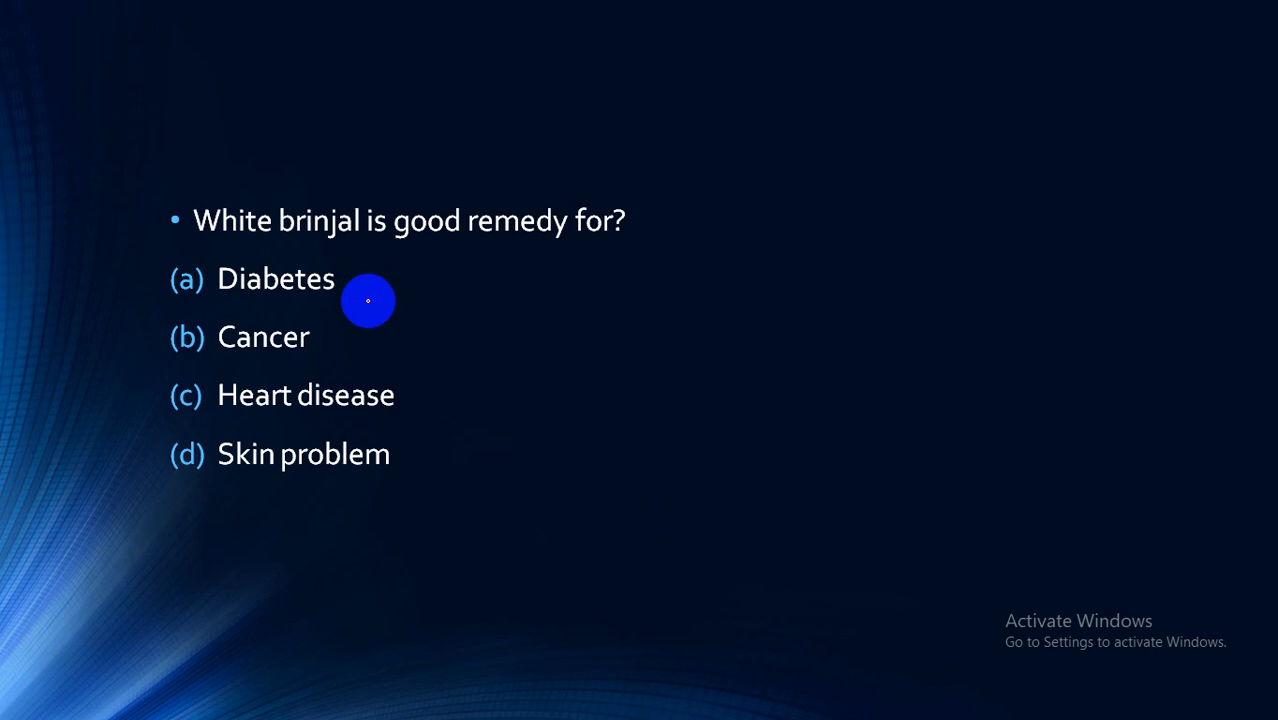 • White brinjal is good remedy for?
(a) Diabetes
(b) Cancer
(c) Heart disease
(d) Skin problem
Activate Windows
Go to Settings to activate Windows.